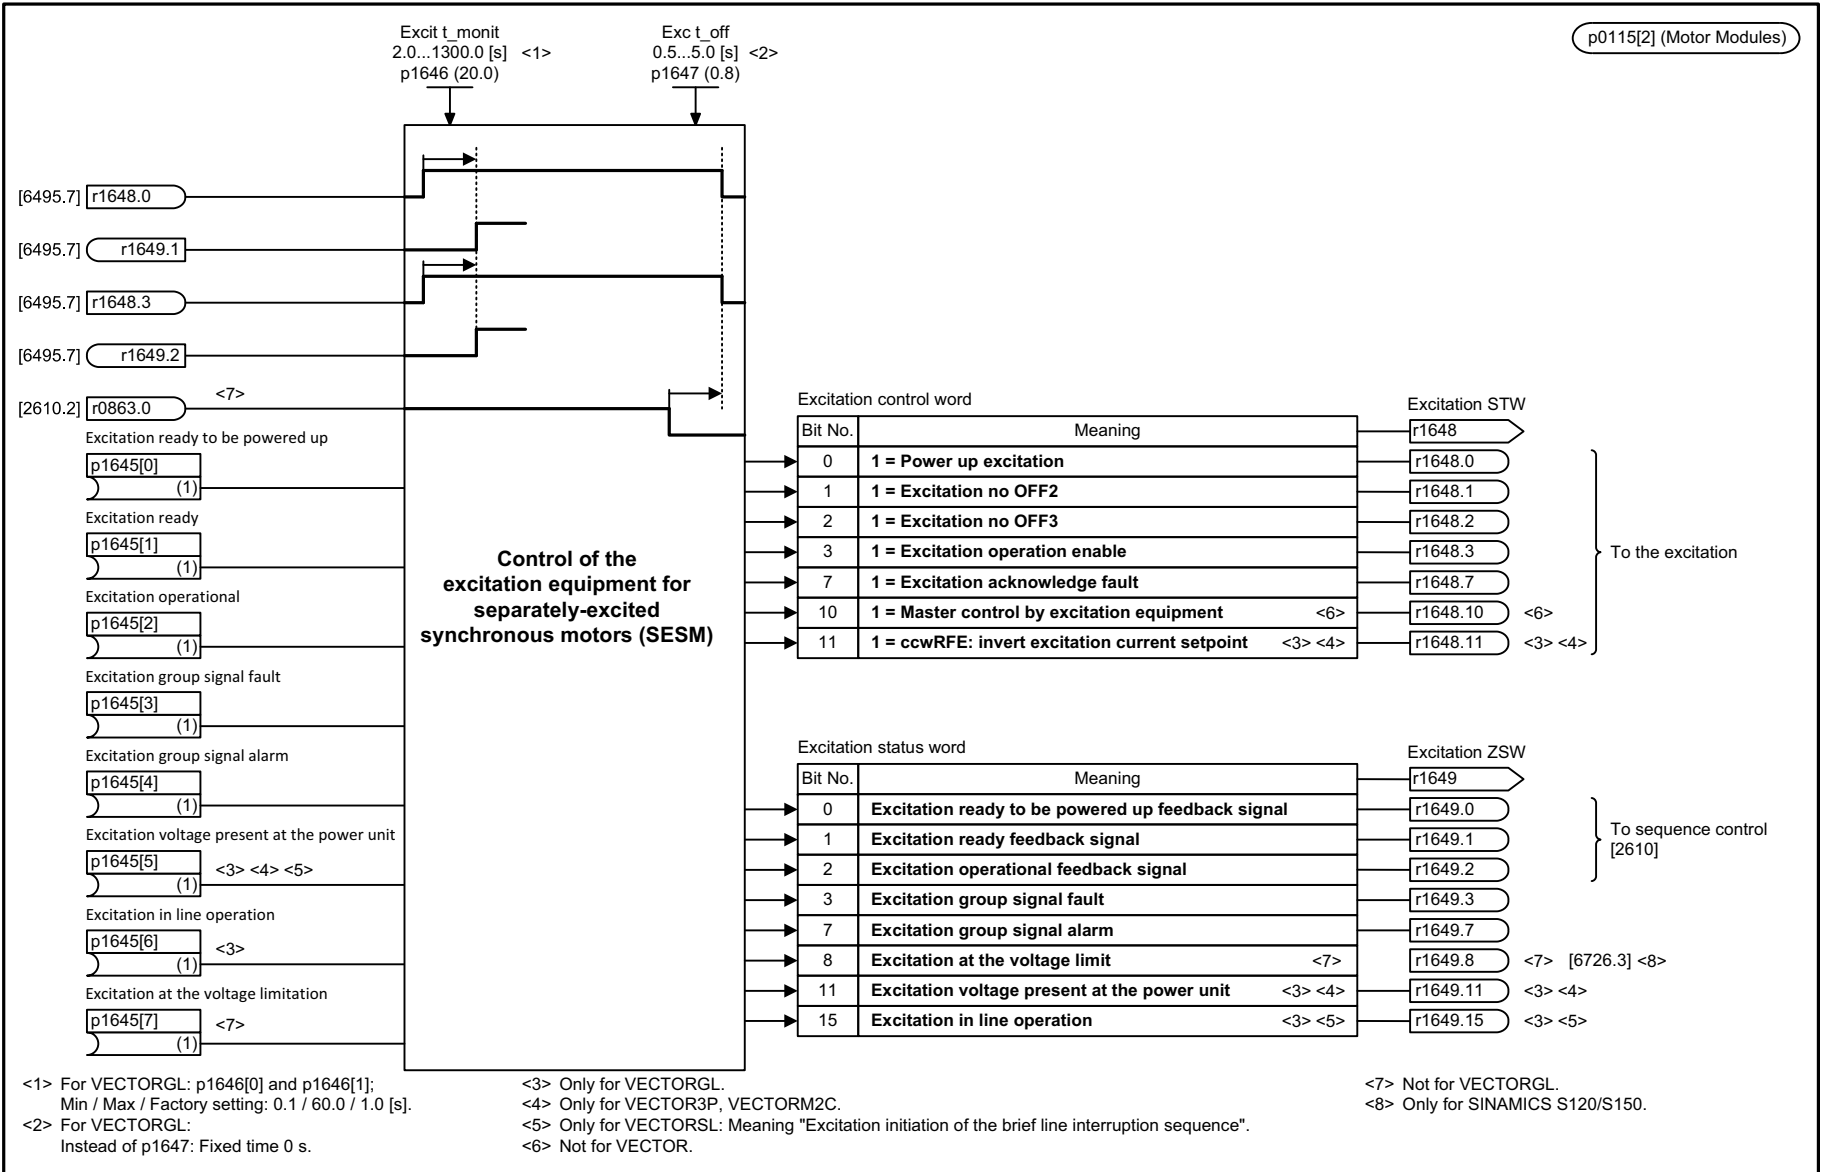 Excit t_monit
2.0...1300.0 [s] <1>
p1646 (20.0)
Exc t_off
0.5...5.0 [s] <2>
p1647 (0.8)
p0115[2] (Motor Modules)
[6495.7] r1648.0
[6495.7] r1649.1
[6495.7] r1648.3
[6495.7] r1649.2
[2610.2] r0863.0 <7>
Excitation ready to be powered up
p1645[0]
(1)
Excitation ready
p1645[1]
(1)
Excitation operational
p1645[2]
(1)
Excitation group signal fault
p1645[3]
(1)
Excitation group signal alarm
p1645[4]
(1)
Excitation voltage present at the power unit
p1645[5] <3> <4> <5>
(1)
Excitation in line operation
p1645[6] <3>
(1)
Excitation at the voltage limitation
p1645[7] <7>
(1)
Control of the
excitation equipment for
separately-excited
synchronous motors (SESM)
Excitation control word
Excitation STW
Bit No. Meaning r1648
0 1 = Power up excitation r1648.0
1 1 = Excitation no OFF2 r1648.1
2 1 = Excitation no OFF3 r1648.2
3 1 = Excitation operation enable r1648.3
7 1 = Excitation acknowledge fault r1648.7
10 1 = Master control by excitation equipment <6> r1648.10 <6>
11 1 = ccwRFE: invert excitation current setpoint <3> <4> r1648.11 <3> <4>
To the excitation
Excitation status word
Excitation ZSW
Bit No. Meaning r1649
0 Excitation ready to be powered up feedback signal r1649.0
1 Excitation ready feedback signal r1649.1
2 Excitation operational feedback signal r1649.2
3 Excitation group signal fault r1649.3
7 Excitation group signal alarm r1649.7
8 Excitation at the voltage limit <7> r1649.8 <7> [6726.3] <8>
11 Excitation voltage present at the power unit <3> <4> r1649.11 <3> <4>
15 Excitation in line operation <3> <5> r1649.15 <3> <5>
To sequence control
[2610]
<1> For VECTORGL: p1646[0] and p1646[1];
Min / Max / Factory setting: 0.1 / 60.0 / 1.0 [s].
<2> For VECTORGL:
Instead of p1647: Fixed time 0 s.
<3> Only for VECTORGL.
<4> Only for VECTOR3P, VECTORM2C.
<5> Only for VECTORSL: Meaning "Excitation initiation of the brief line interruption sequence".
<6> Not for VECTOR.
<7> Not for VECTORGL.
<8> Only for SINAMICS S120/S150.